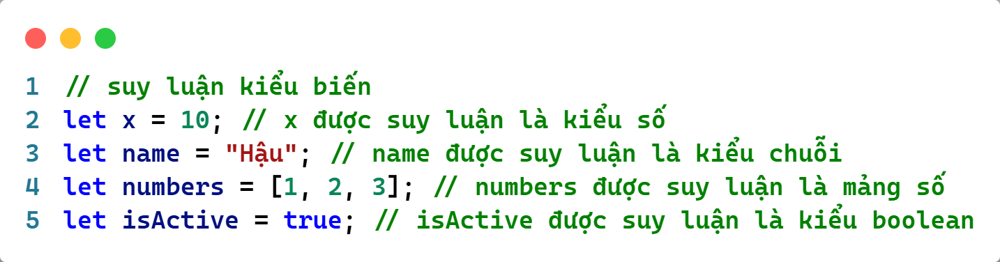 1 // suy luận kiểu biến
2 let x = 10; // x được suy luận là kiểu số
3 let name = "Hậu"; // name được suy luận là kiểu chuỗi
4 let numbers = [1, 2, 3]; // numbers được suy luận là mảng số
5 let isActive = true; // isActive được suy luận là kiểu boolean